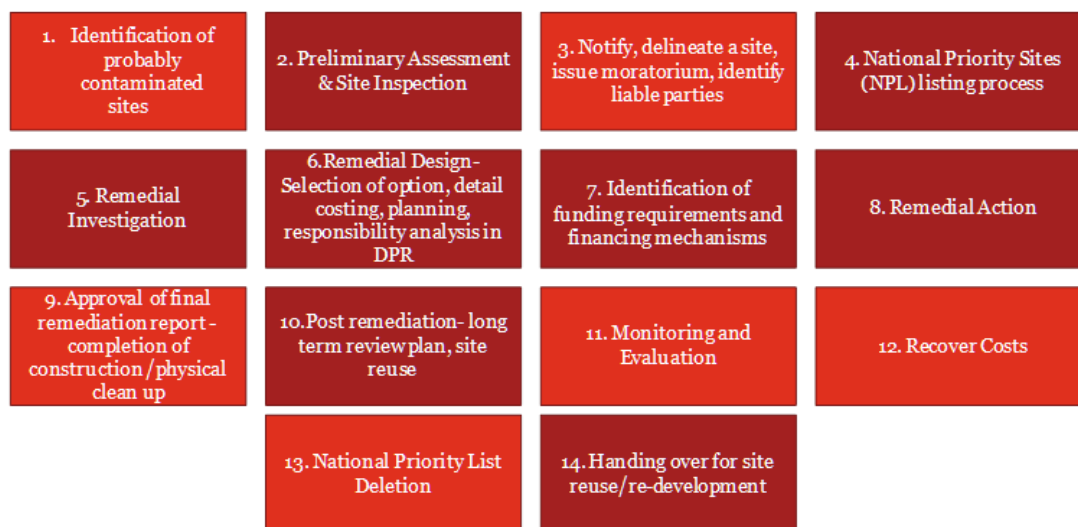 1. Identification of
probably
contaminated
sites
2. Preliminary Assessment
& Site Inspection
3. Notify, delineate a site,
issue moratorium, identify
liable parties
4. National Priority Sites
(NPL) listing process
5. Remedial
Investigation
6.Remedial Design-
Selection of option, detail
costing, planning,
responsibility analysis in
DPR
7. Identification of
funding requirements and
financing mechanisms
8. Remedial Action
9. Approval of final
remediation report -
completion of
construction /physical
clean up
10.Post remediation- long
term review plan, site
reuse
11. Monitoring and
Evaluation
12. Recover Costs
13. National Priority List
Deletion
14. Handing over for site
reuse/re-development